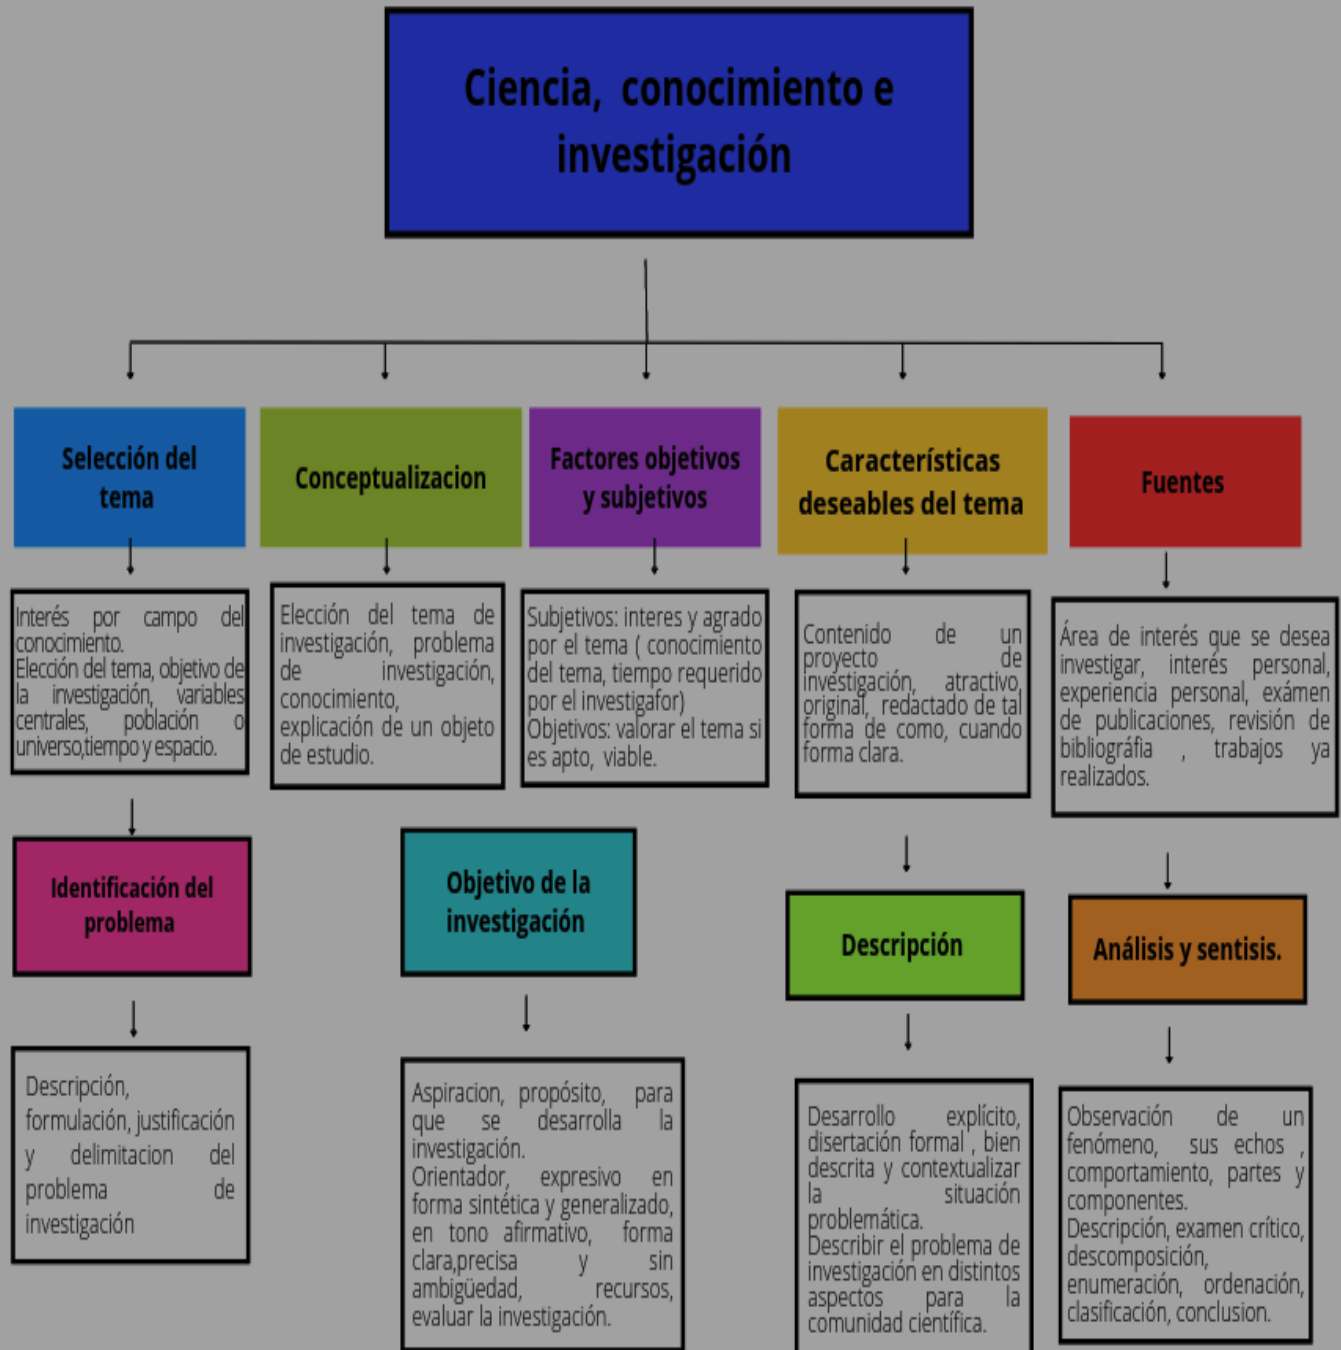 Ciencia, conocimiento e
investigación
Selección del
tema
Conceptualizacion
Factores objetivos
y subjetivos
Característísticas
deseables del tema
Fuentes
Interés por campo del
conocimiento.
Elección del tema, objetivo de
la investigación, variables
centrales, población o
universo,tiempo y espacio.
Elección del tema de
investigación, problema
de investigación,
conocimiento,
explicación de un objeto
de estudio.
Subjetivos: interes y agrado
por el tema ( conocimiento
del tema, tiempo requerido
por el investigafor)
Objetivos: valorar el tema si
es apto, viable.
Contenido de un
proyecto de
investigación, atractivo,
original, redactado de tal
forma de como, cuando
forma clara.
Área de interés que se desea
investigar, interés personal,
experiencia personal, exámen
de publicaciones, revisión de
bibliográfia , trabajos ya
realizados.
Identificación del
problema
Objetivo de la
investigación
Descripción
Análisis y sentisis.
Descripción,
formulación, justificación
y delimitacion del
problema de
investigación
Aspiracion, propósito, para
que se desarrolla la
investigación.
Orientador, expresivo en
forma sintética y generalizado,
en tono afirmativo, forma
clara,precisa y sin
ambigüedad, recursos,
evaluar la investigación.
Desarrollo explícito,
disertación formal , bien
descrita y contextualizar
la situación
problemática.
Describir el problema de
investigación en distintos
aspectos para la
comunidad científica.
Observación de un
fenómeno, sus echos ,
comportamiento, partes y
componentes.
Descripción, examen crítico,
descomposición,
enumeración, ordenación,
clasificación, conclusion.